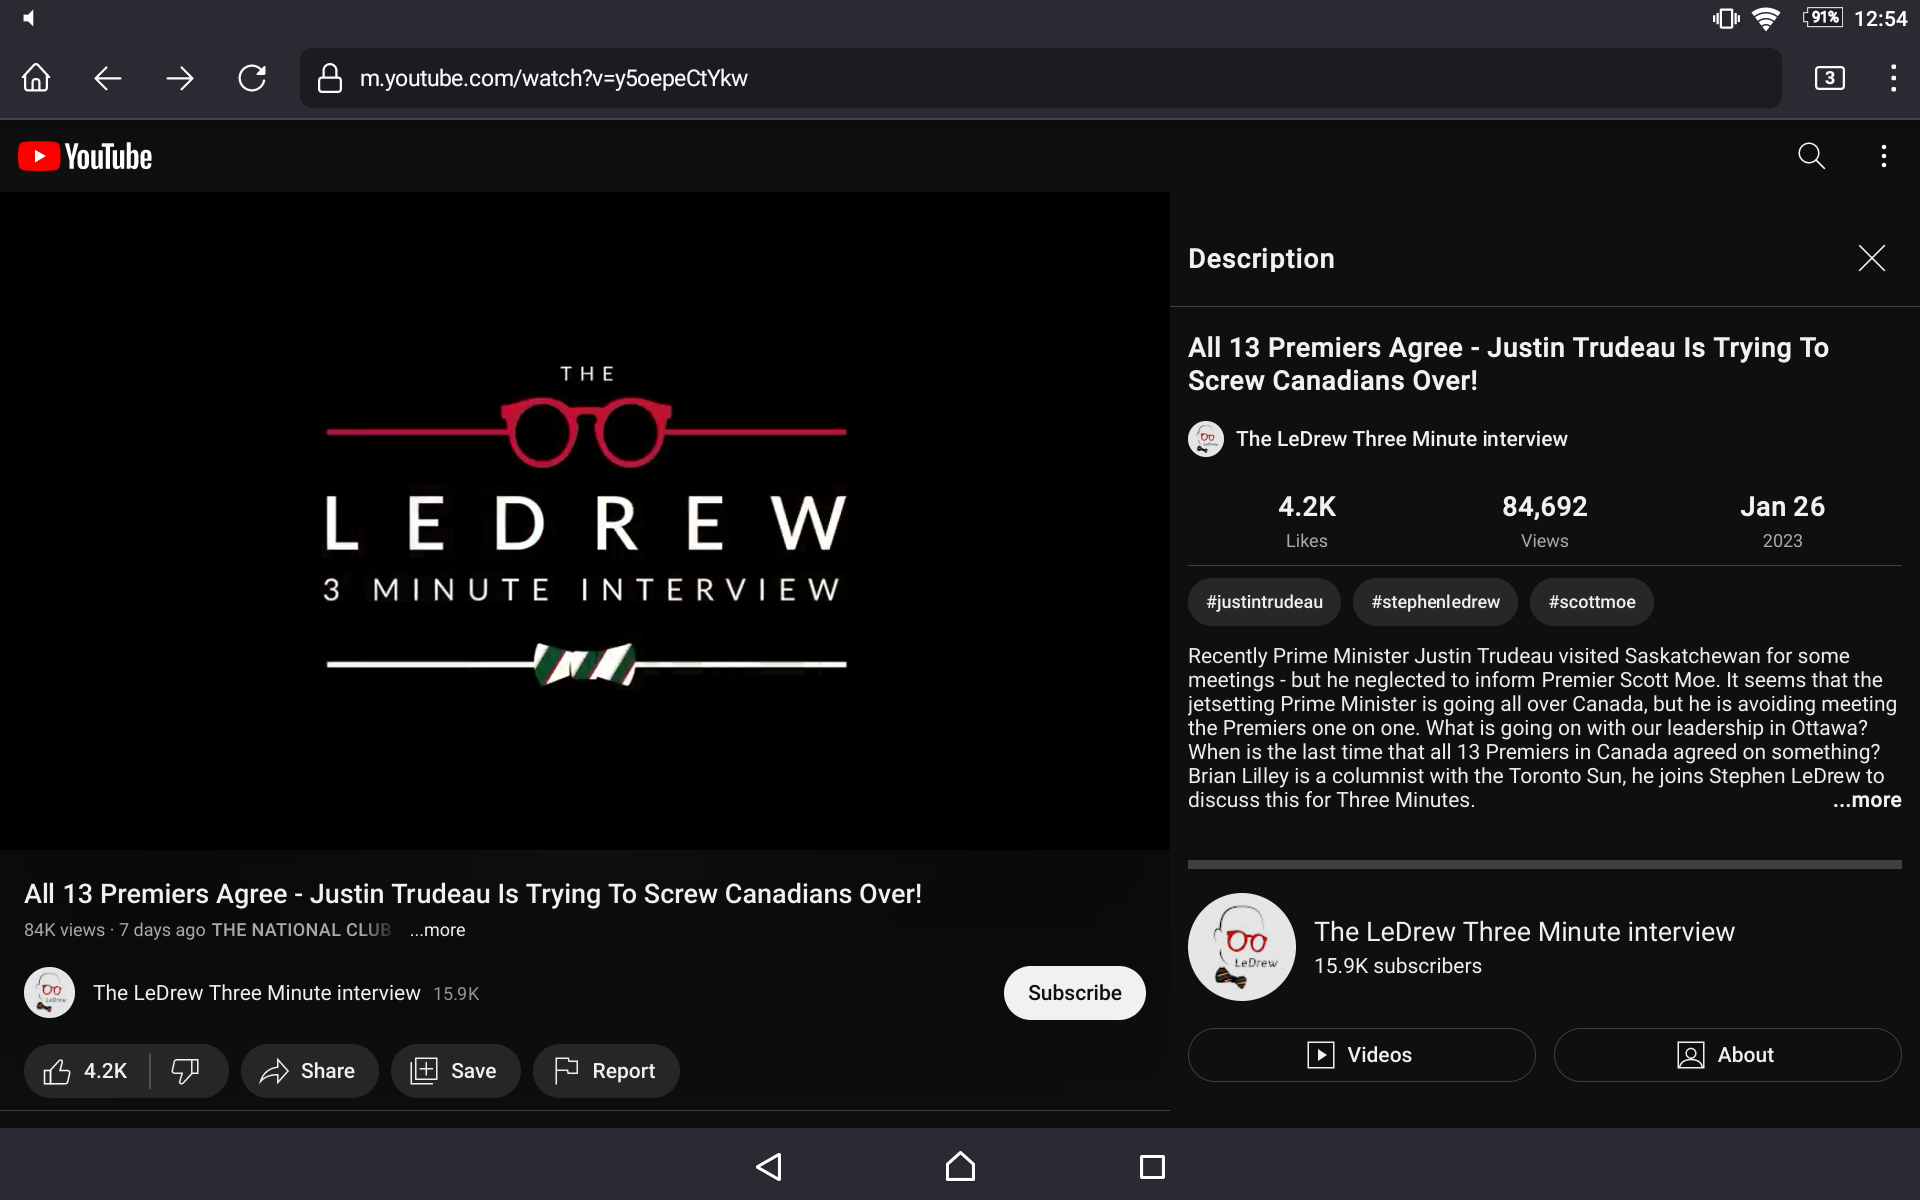 91% 12:54
m.youtube.com/watch?v=y5oepeCtYkw
3
YouTube
THE
LEDREW
3 MINUTE INTERVIEW
All 13 Premiers Agree - Justin Trudeau Is Trying To Screw Canadians Over!
84K views · 7 days ago THE NATIONAL CLUB ...more
The LeDrew Three Minute interview 15.9K
Subscribe
4.2K Share Save Report
Description
All 13 Premiers Agree - Justin Trudeau Is Trying To
Screw Canadians Over!
The LeDrew Three Minute interview
4.2K 84,692 Jan 26
Likes Views 2023
#justintrudeau #stephenledrew #scottmoe
Recently Prime Minister Justin Trudeau visited Saskatchewan for some
meetings - but he neglected to inform Premier Scott Moe. It seems that the
jetsetting Prime Minister is going all over Canada, but he is avoiding meeting
the Premiers one on one. What is going on with our leadership in Ottawa?
When is the last time that all 13 Premiers in Canada agreed on something?
Brian Lilley is a columnist with the Toronto Sun, he joins Stephen LeDrew to
discuss this for Three Minutes. ...more
LeDrew
The LeDrew Three Minute interview
15.9K subscribers
Videos About